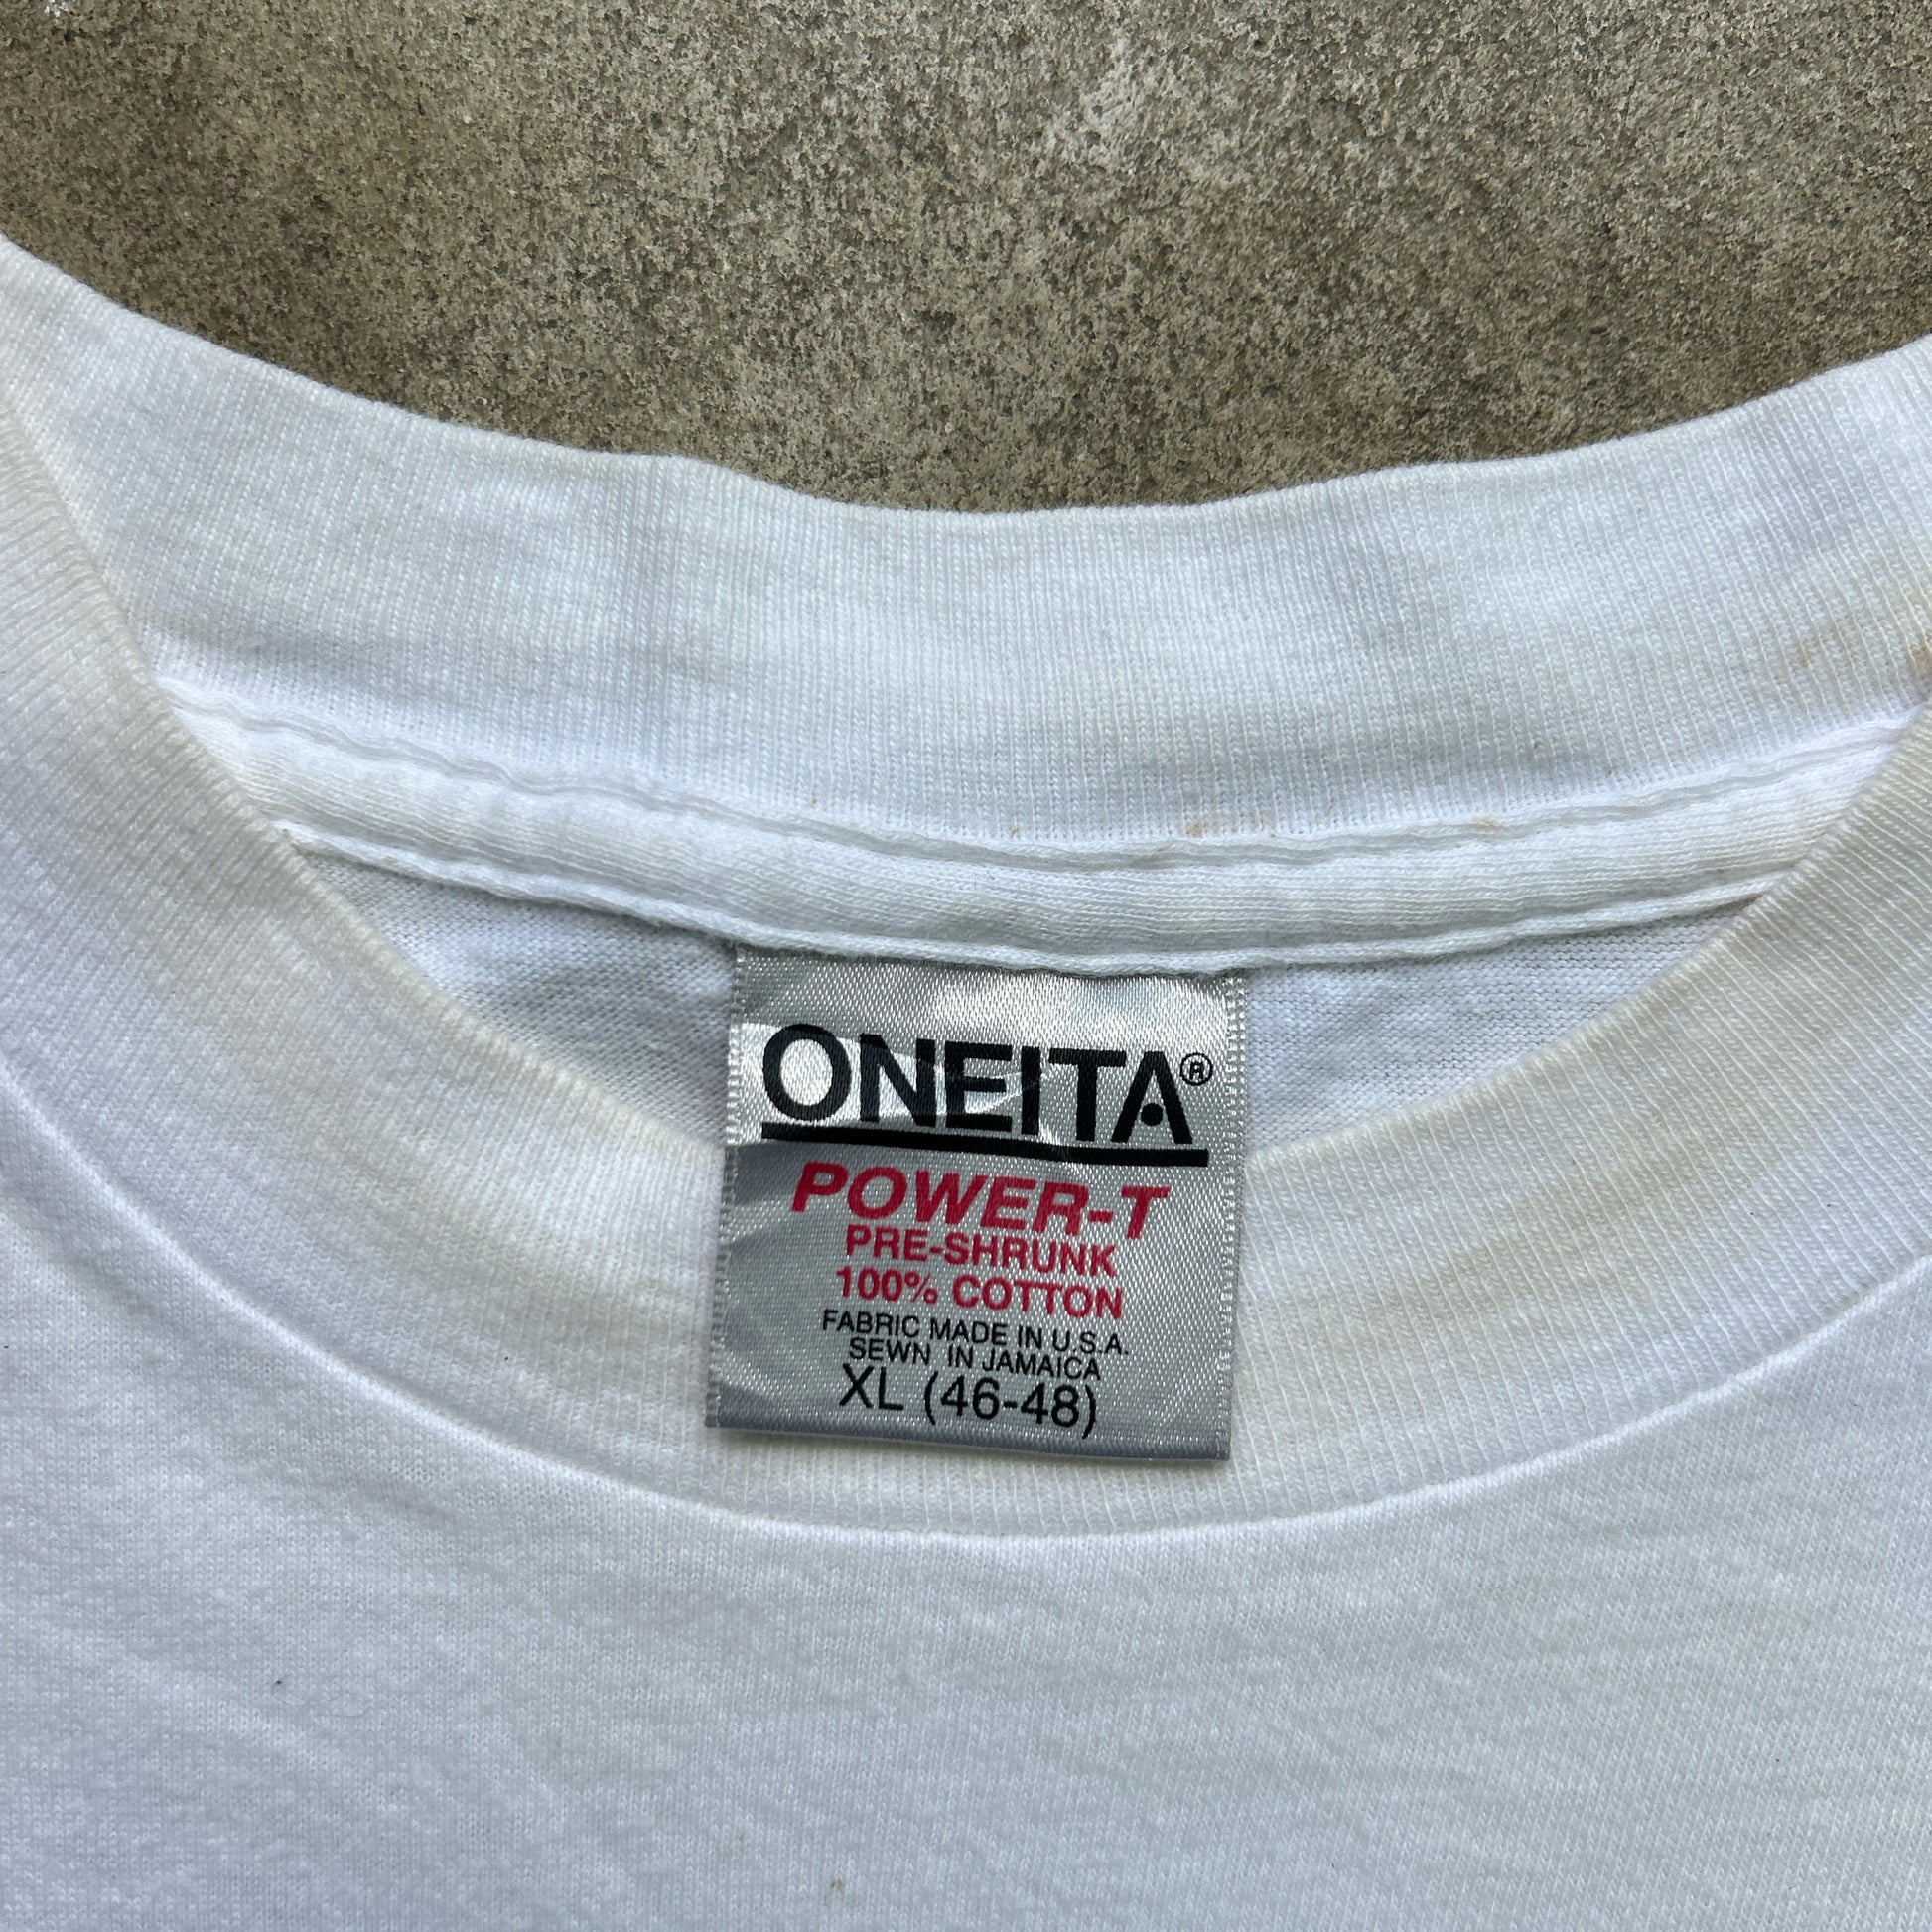 ONEITA®
POWER-T
PRE-SHRUNK
100% COTTON
FABRIC MADE IN U.S.A.
SEWN IN JAMAICA
XL (46-48)